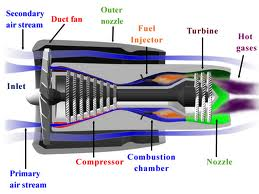 Secondary
air stream
Duct fan
Outer
nozzle
Fuel
Injector
Turbine
Hot
gases
Inlet
Primary
air stream
Compressor
Combustion
chamber
Nozzle